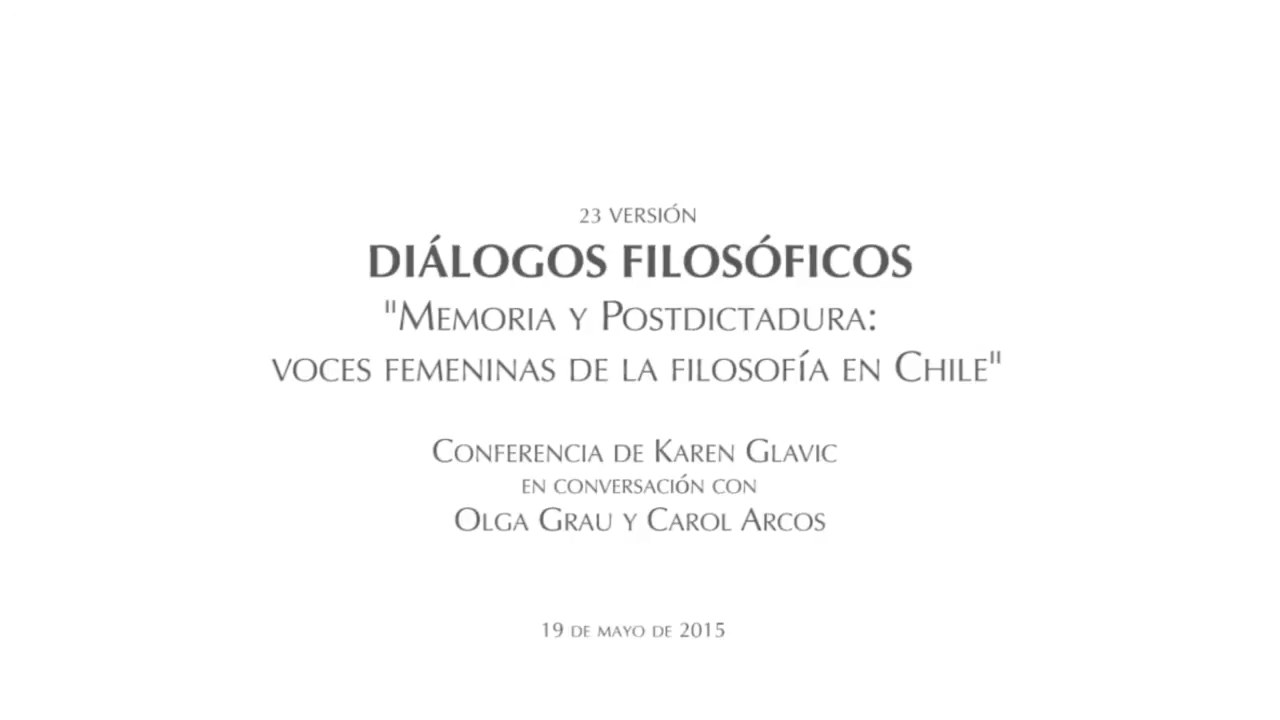 23 VERSIÓN
DIÁLOGOS FILOSÓFICOS
"MEMORIA Y POSTDICTADURA:
VOCES FEMENINAS DE LA FILOSOFÍA EN CHILE"
CONFERENCIA DE KAREN GLAVIC
EN CONVERSACIÓN CON
OLGA GRAU Y CAROL ARCOS
19 DE MAYO DE 2015